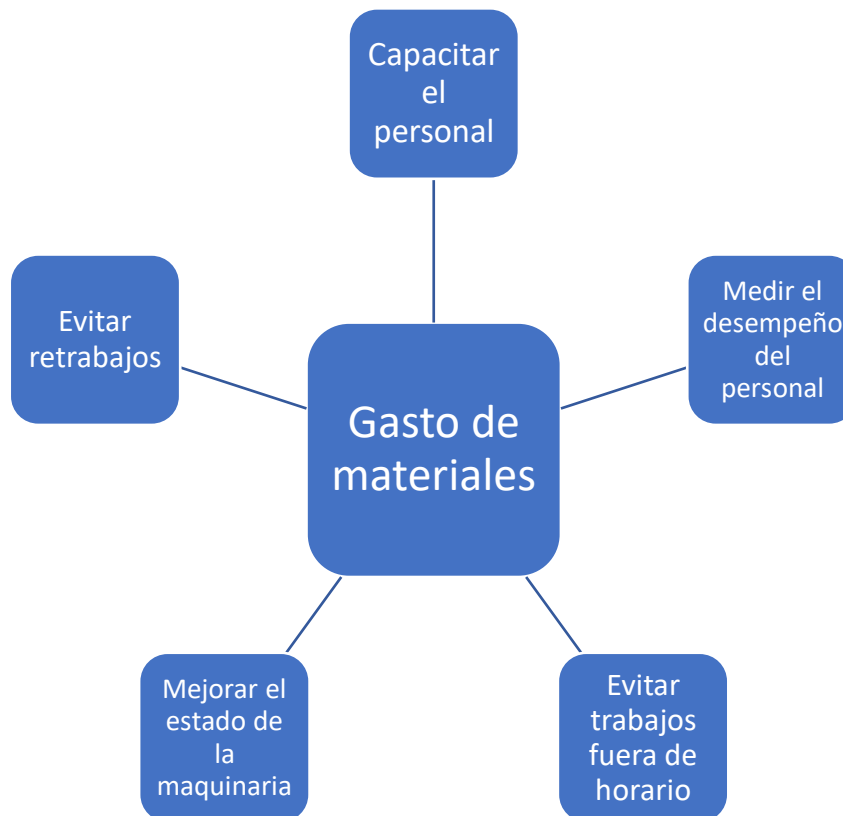 Capacitar
el
personal
Evitar
retrabajos
Medir el
desempeño
del
personal
Gasto de
materiales
Mejorar el
estado de
la
maquinaria
Evitar
trabajos
fuera de
horario